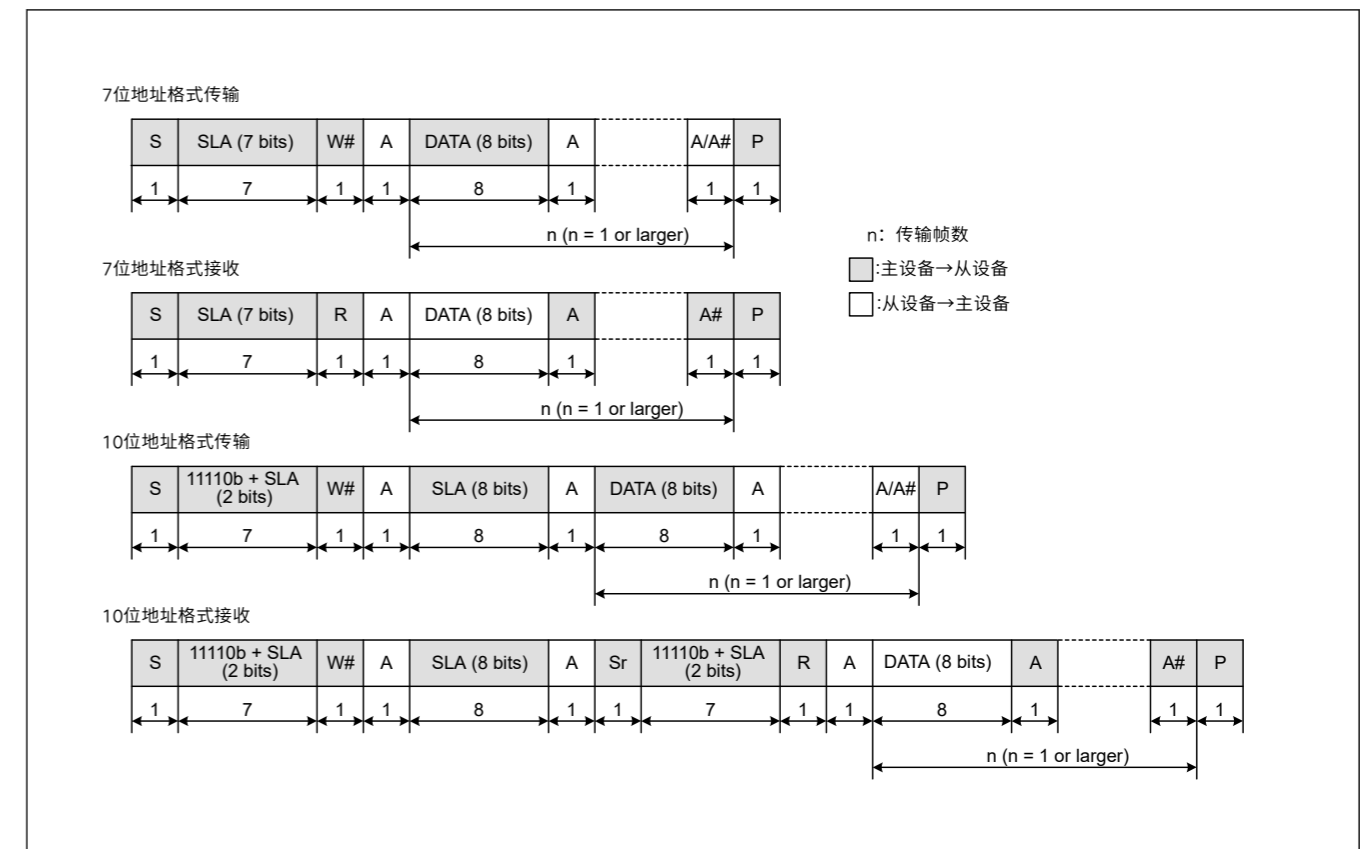 7位地址格式传输
S SLA (7 bits) W# A DATA (8 bits) A A/A# P
1 7 1 1 8 1 1 1
n (n = 1 or larger)
n：传输帧数
:主设备→从设备
:从设备→主设备
7位地址格式接收
S SLA (7 bits) R A DATA (8 bits) A A# P
1 7 1 1 8 1 1 1
n (n = 1 or larger)
10位地址格式传输
S 11110b + SLA (2 bits) W# A SLA (8 bits) A DATA (8 bits) A A/A# P
1 7 1 1 8 1 8 1 1 1
n (n = 1 or larger)
10位地址格式接收
S 11110b + SLA (2 bits) W# A SLA (8 bits) A Sr 11110b + SLA (2 bits) R A DATA (8 bits) A A# P
1 7 1 1 8 1 1 7 1 1 8 1 1 1
n (n = 1 or larger)